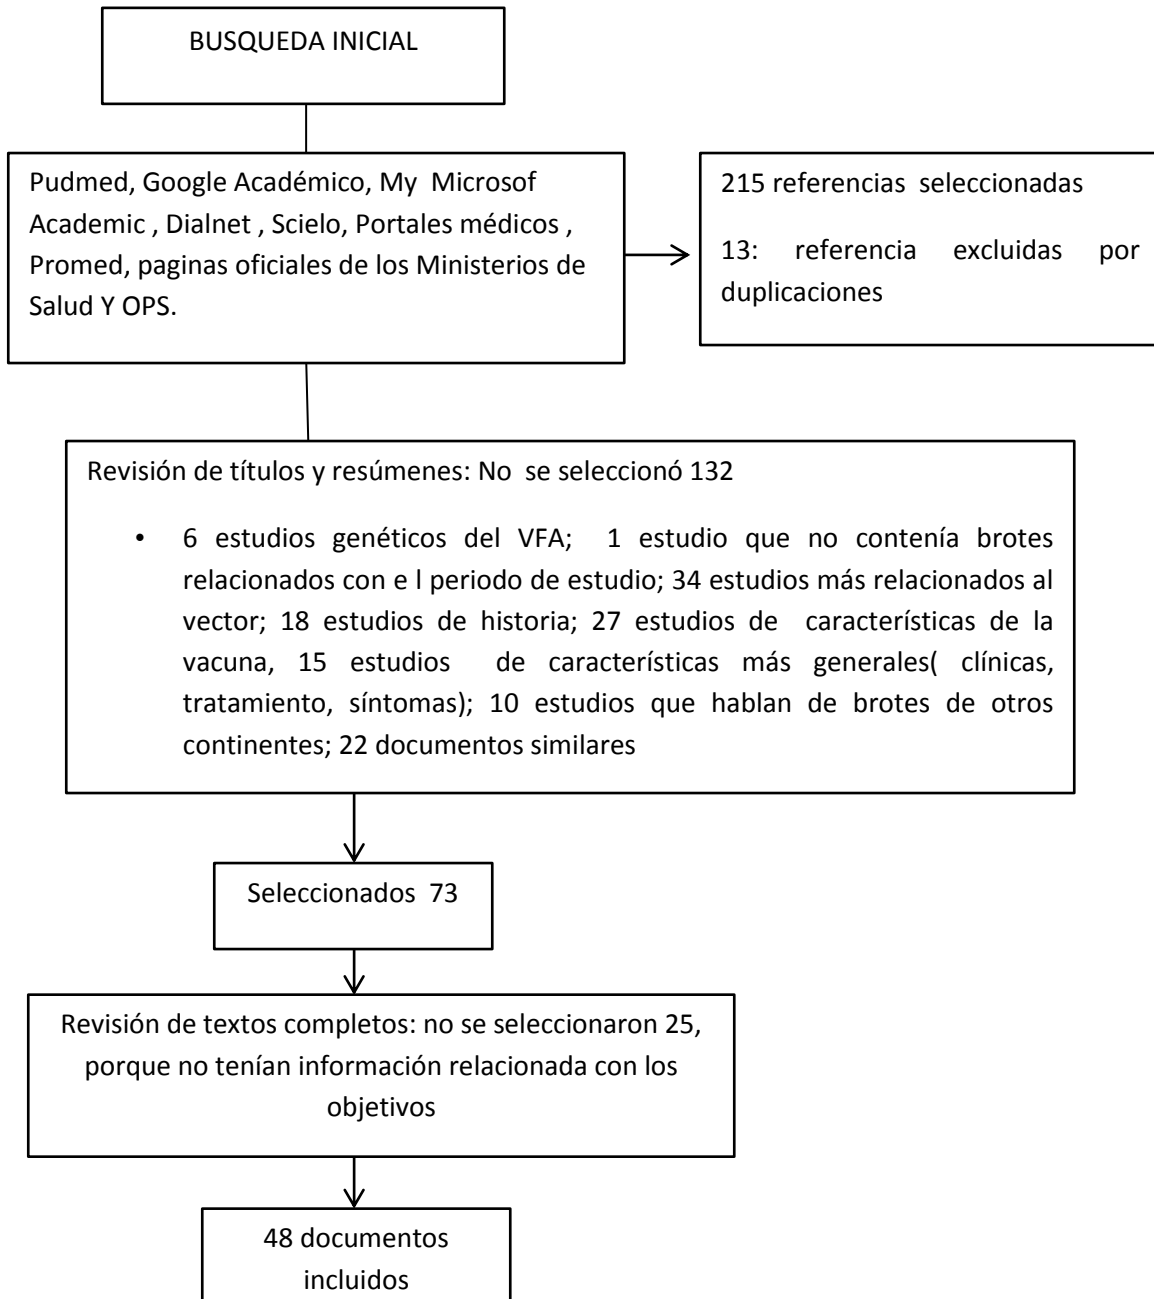 BUSQUEDA INICIAL
Pudmed, Google Académico, My Microsof
Academic , Dialnet , Scielo, Portales médicos ,
Promed, paginas oficiales de los Ministerios de
Salud Y OPS.
215 referencias seleccionadas
13: referencia excluidas por
duplicaciones
Revisión de títulos y resúmenes: No se seleccionó 132
• 6 estudios genéticos del VFA; 1 estudio que no contenía brotes
relacionados con e l periodo de estudio; 34 estudios más relacionados al
vector; 18 estudios de historia; 27 estudios de características de la
vacuna, 15 estudios de características más generales( clínicas,
tratamiento, síntomas); 10 estudios que hablan de brotes de otros
continentes; 22 documentos similares
Seleccionados 73
Revisión de textos completos: no se seleccionaron 25,
porque no tenían información relacionada con los
objetivos
48 documentos
incluidos